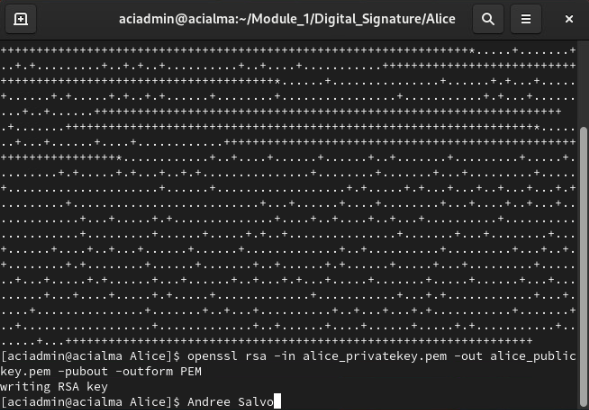 aciadmin@acialma:~/Module_1/Digital_Signature/Alice
[aciadmin@acialma Alice]$ openssl rsa -in alice_privatekey.pem -out alice_public
key.pem -pubout -outform PEM
writing RSA key
[aciadmin@acialma Alice]$ Andree Salvo